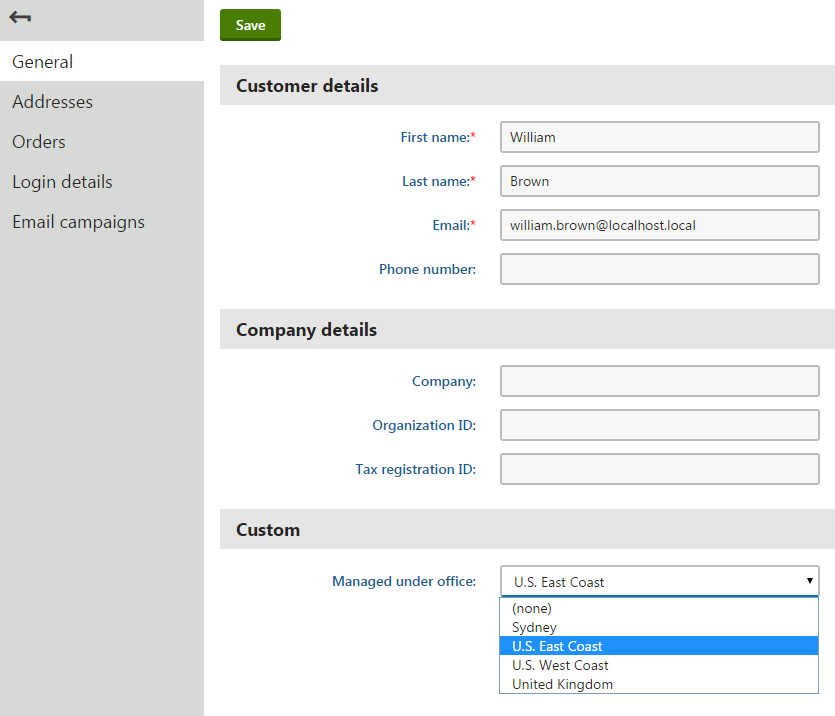 Save
General
Addresses
Orders
Login details
Email campaigns
Customer details
First name:* William
Last name:* Brown
Email:* william.brown@localhost.local
Phone number:
Company details
Company:
Organization ID:
Tax registration ID:
Custom
Managed under office: U.S. East Coast
(none)
Sydney
U.S. East Coast
U.S. West Coast
United Kingdom